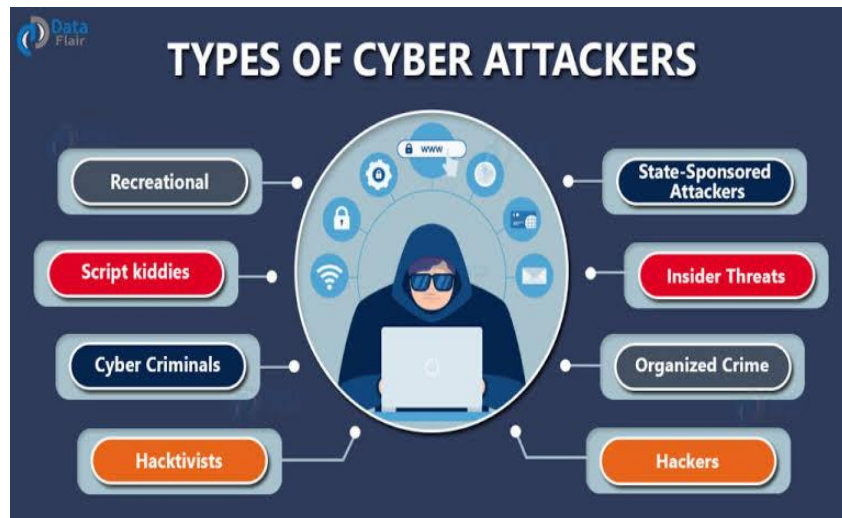 Data
Flair
TYPES OF CYBER ATTACKERS
www
Recreational
Script kiddies
Cyber Criminals
Hacktivists
State-Sponsored
Attackers
Insider Threats
Organized Crime
Hackers